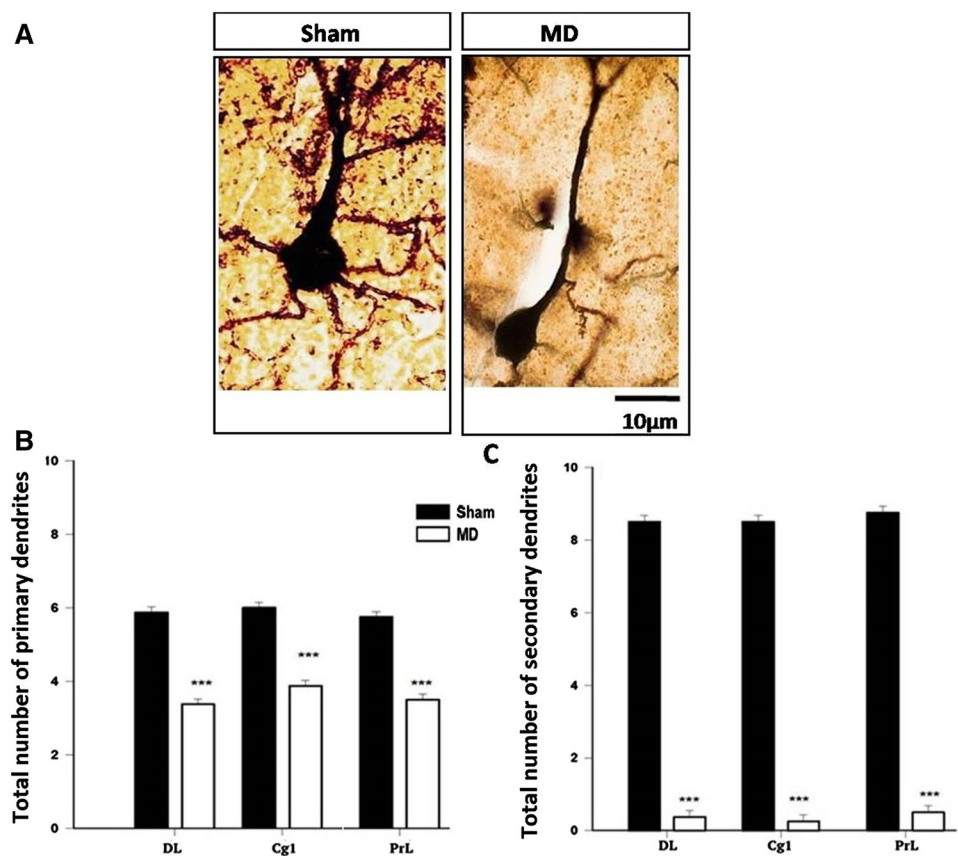 A
Sham
MD
10μm
B
Total number of primary dendrites
10
8
6
4
2
0
Sham
MD
***
***
***
DL
Cg1
PrL
C
Total number of secondary dendrites
10
8
6
4
2
0
***
***
***
DL
Cg1
PrL